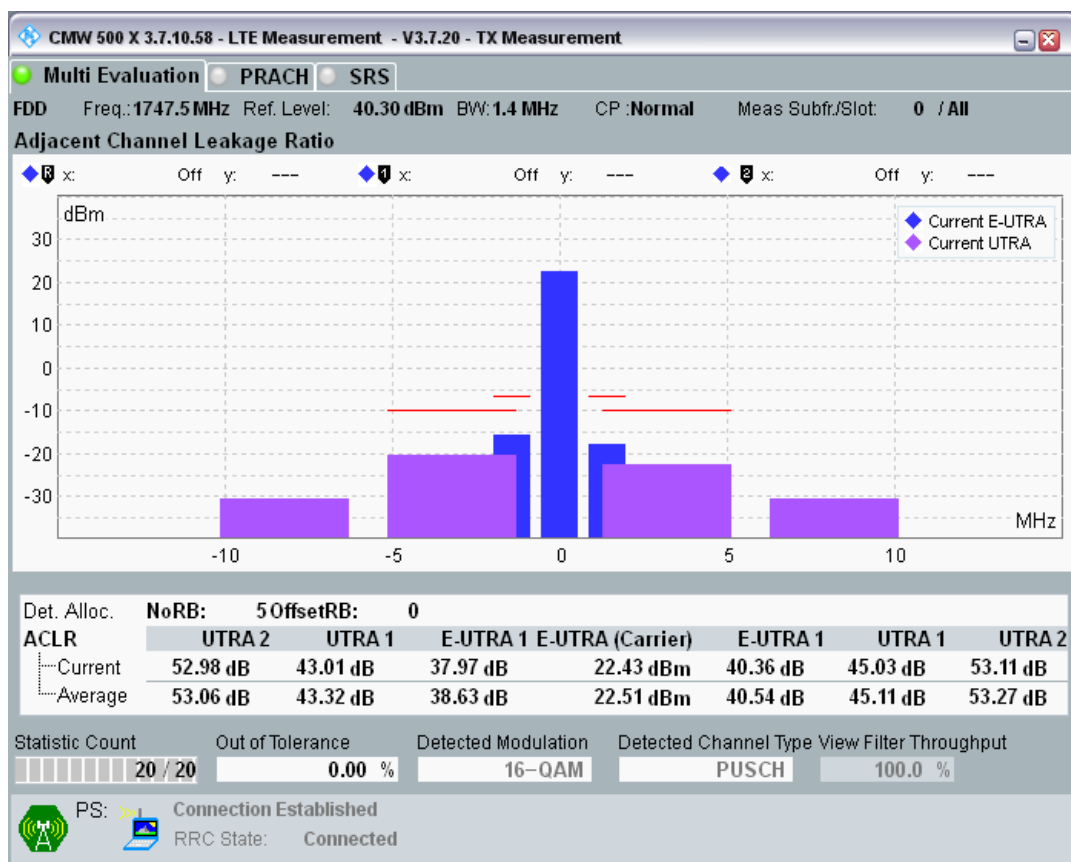 CMW 500 X 3.7.10.58 - LTE Measurement - V3.7.20 - TX Measurement
Multi Evaluation PRACH SRS
FDD Freq.: 1747.5 MHz Ref. Level: 40.30 dBm BW: 1.4 MHz CP :Normal Meas Subfr./Slot: 0 / All
Adjacent Channel Leakage Ratio
R x: Off y: --- 1 x: Off y: --- 2 x: Off y: ---
dBm
Current E-UTRA
Current UTRA
30
20
10
0
-10
-20
-30
MHz
-10 -5 0 5 10
Det. Alloc. NoRB: 5 OffsetRB: 0
ACLR UTRA 2 UTRA 1 E-UTRA 1 E-UTRA (Carrier) E-UTRA 1 UTRA 1 UTRA 2
Current 52.98 dB 43.01 dB 37.97 dB 22.43 dBm 40.36 dB 45.03 dB 53.11 dB
Average 53.06 dB 43.32 dB 38.63 dB 22.51 dBm 40.54 dB 45.11 dB 53.27 dB
Statistic Count Out of Tolerance Detected Modulation Detected Channel Type View Filter Throughput
20 / 20 0.00 % 16-QAM PUSCH 100.0 %
PS: Connection Established
RRC State: Connected